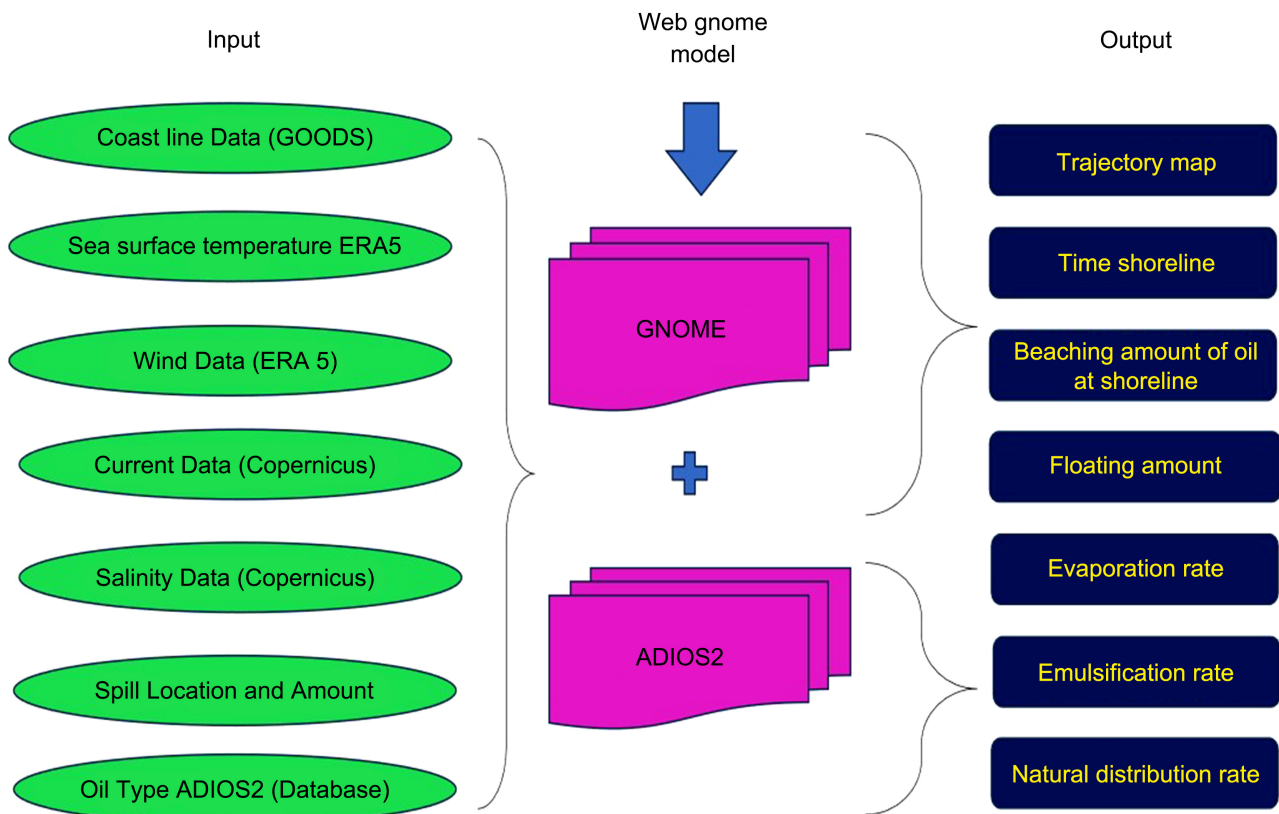 Input
Web gnome
model
Output
Coast line Data (GOODS)
Sea surface temperature ERA5
Wind Data (ERA 5)
Current Data (Copernicus)
Salinity Data (Copernicus)
Spill Location and Amount
Oil Type ADIOS2 (Database)
GNOME
ADIOS2
Trajectory map
Time shoreline
Beaching amount of oil
at shoreline
Floating amount
Evaporation rate
Emulsification rate
Natural distribution rate